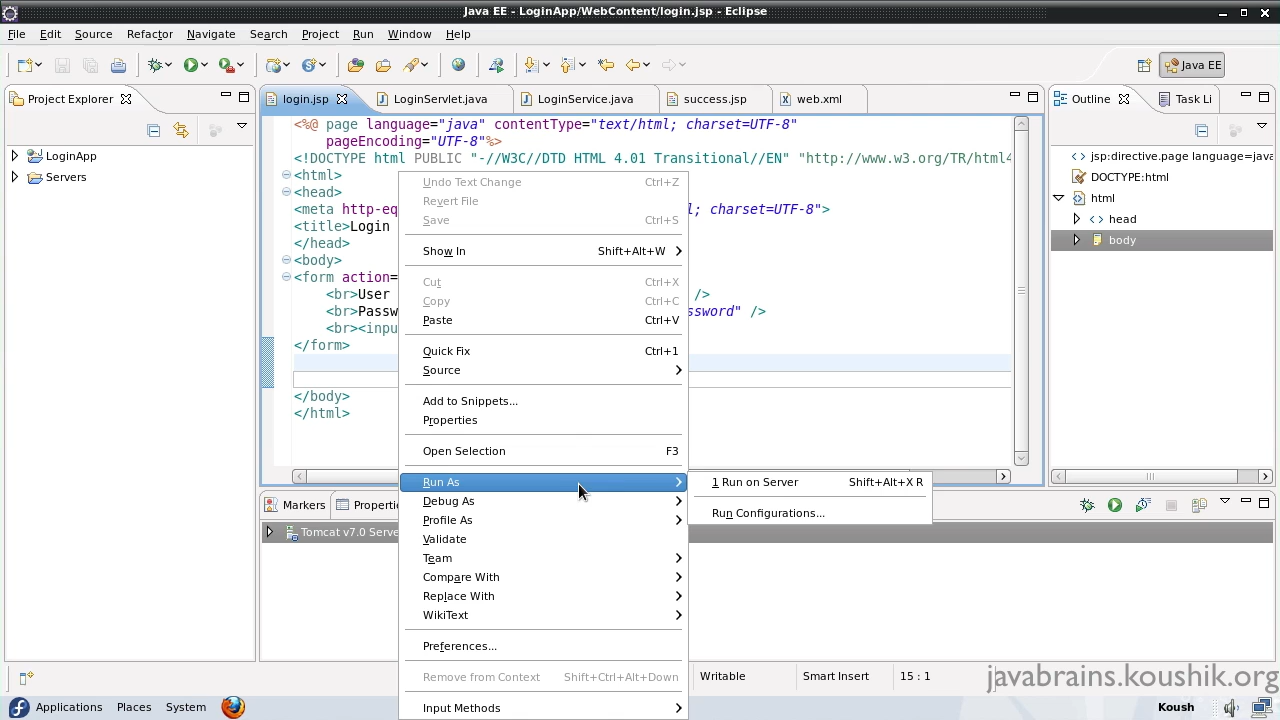 Java EE - LoginApp/WebContent/login.jsp - Eclipse
File Edit Source Refactor Navigate Search Project Run Window Help
Java EE
Project Explorer
login.jsp LoginServlet.java LoginService.java success.jsp web.xml
Outline Task Li
LoginApp
Servers
<%@ page language="java" contentType="text/html; charset=UTF-8"
pageEncoding="UTF-8"%>
<!DOCTYPE html PUBLIC "-//W3C//DTD HTML 4.01 Transitional//EN" "http://www.w3.org/TR/html4
<html>
<head>
<meta http-eq l; charset=UTF-8">
<title>Login
</head>
<body>
<form action=
<br>User />
<br>Passw ssword" />
<br><inpu
</form>
</body>
</html>
Undo Text Change Ctrl+Z
Revert File
Save Ctrl+S
Show In Shift+Alt+W
Cut Ctrl+X
Copy Ctrl+C
Paste Ctrl+V
Quick Fix Ctrl+1
Source
Add to Snippets...
Properties
Open Selection F3
Run As
Debug As
Profile As
Validate
Team
Compare With
Replace With
WikiText
Preferences...
Remove from Context Shift+Ctrl+Alt+Down
Input Methods
1 Run on Server Shift+Alt+X R
Run Configurations...
jsp:directive.page language=java
DOCTYPE:html
html
head
body
Markers Properti
Tomcat v7.0 Serve
Writable Smart Insert 15 : 1
javabrains.koushik.org
Applications Places System Koush